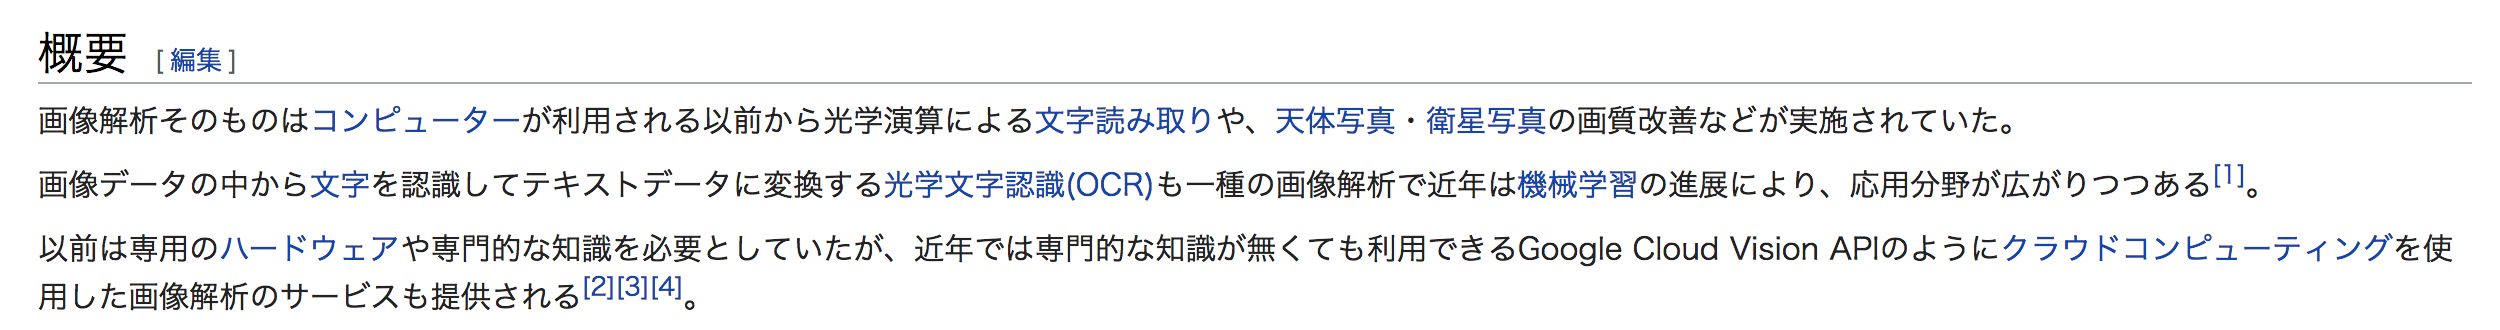 概要 [編集]
画像解析そのものはコンピューターが利用される以前から光学演算による文字読み取りや、天体写真・衛星写真の画質改善などが実施されていた。
画像データの中から文字を認識してテキストデータに変換する光学文字認識(OCR)も一種の画像解析で近年は機械学習の進展により、応用分野が広がりつつある[1]。
以前は専用のハードウェアや専門的な知識を必要としていたが、近年では専門的な知識が無くても利用できるGoogle Cloud Vision APIのようにクラウドコンピューティングを使
用した画像解析のサービスも提供される[2][3][4]。